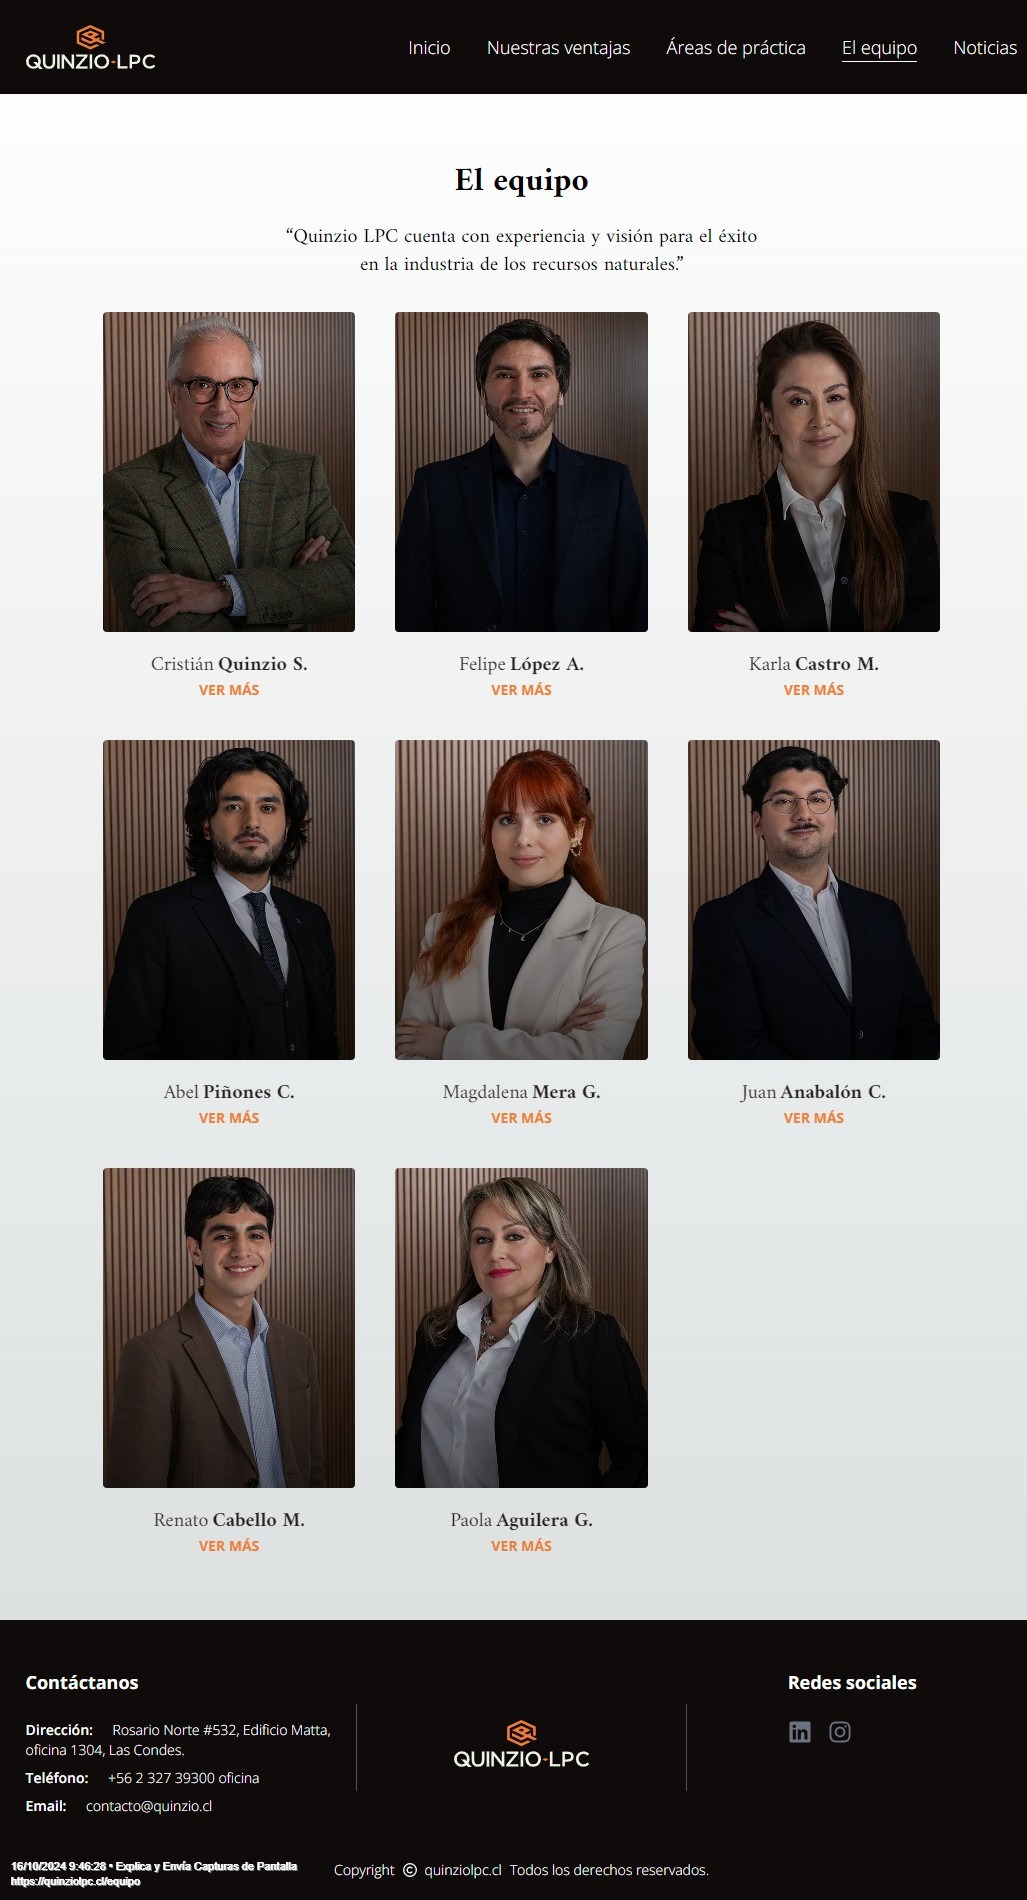 QUINZIO·LPC
Inicio Nuestras ventajas Áreas de práctica El equipo Noticias
El equipo
“Quinzio LPC cuenta con experiencia y visión para el éxito
en la industria de los recursos naturales.”
Cristián Quinzio S. Felipe López A. Karla Castro M.
VER MÁS VER MÁS VER MÁS
Abel Piñones C. Magdalena Mera G. Juan Anabalón C.
VER MÁS VER MÁS VER MÁS
Renato Cabello M. Paola Aguilera G.
VER MÁS VER MÁS
Contáctanos
Dirección: Rosario Norte #532, Edificio Matta,
oficina 1304, Las Condes.
Teléfono: +56 2 327 39300 oficina
Email: contacto@quinzio.cl
QUINZIO·LPC
Redes sociales
in
Copyright © quinziolpc.cl Todos los derechos reservados.
16/10/2024 9:46:28 • Explica y Envía Capturas de Pantalla
https://quinziolpc.cl/equipo